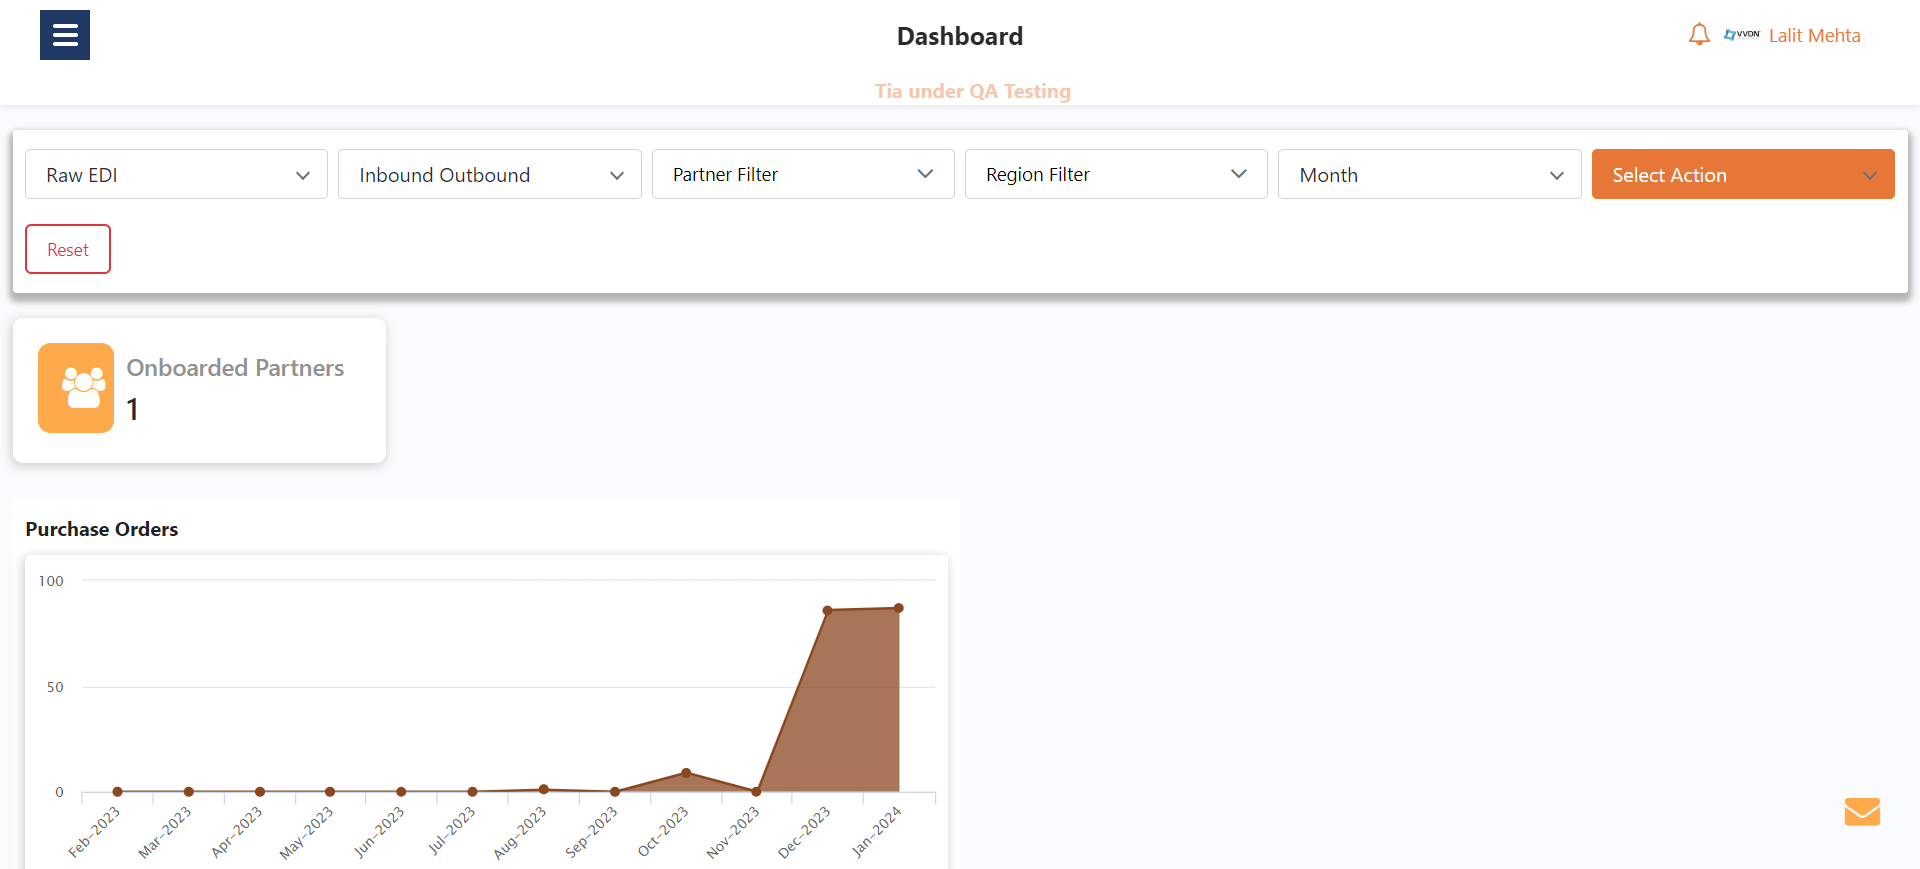 Dashboard
VVDN
Lalit Mehta
Tia under QA Testing
Raw EDI
Inbound Outbound
Partner Filter
Region Filter
Month
Select Action
Reset
Onboarded Partners
1
Purchase Orders
100
50
0
Feb-2023
Mar-2023
Apr-2023
May-2023
Jun-2023
Jul-2023
Aug-2023
Sep-2023
Oct-2023
Nov-2023
Dec-2023
Jan-2024